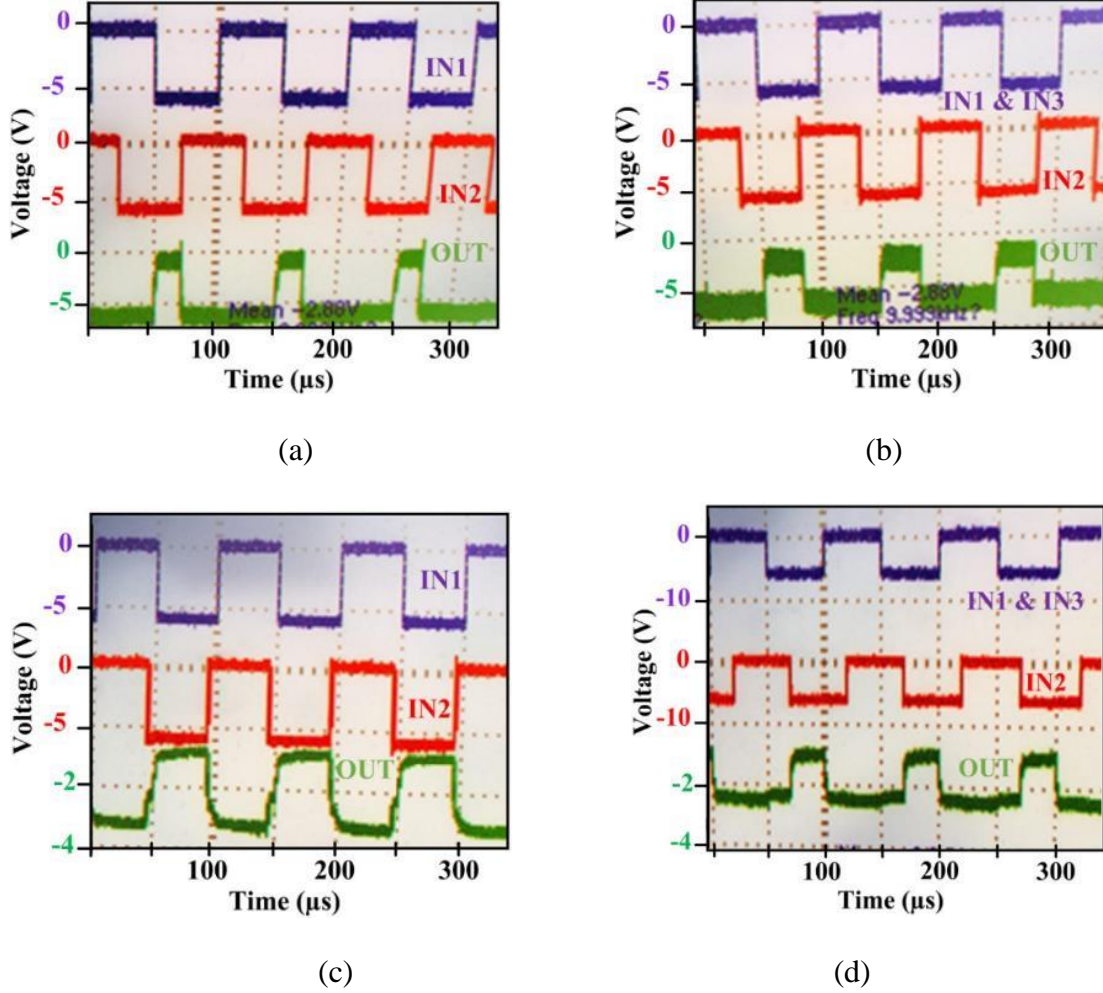 0
-5
0
-5
0
-5
Voltage (V)
IN1
IN2
OUT
Mean -2.88V
100
200
300
Time (µs)
(a)
0
-5
0
-5
0
-5
Voltage (V)
IN1 & IN3
IN2
OUT
Mean -2.88V
Freq 9.999kHz?
100
200
300
Time (µs)
(b)
0
-5
0
-5
-2
-4
Voltage (V)
IN1
IN2
OUT
100
200
300
Time (µs)
(c)
0
-10
0
-10
-2
-4
Voltage (V)
IN1 & IN3
IN2
OUT
100
200
300
Time (µs)
(d)